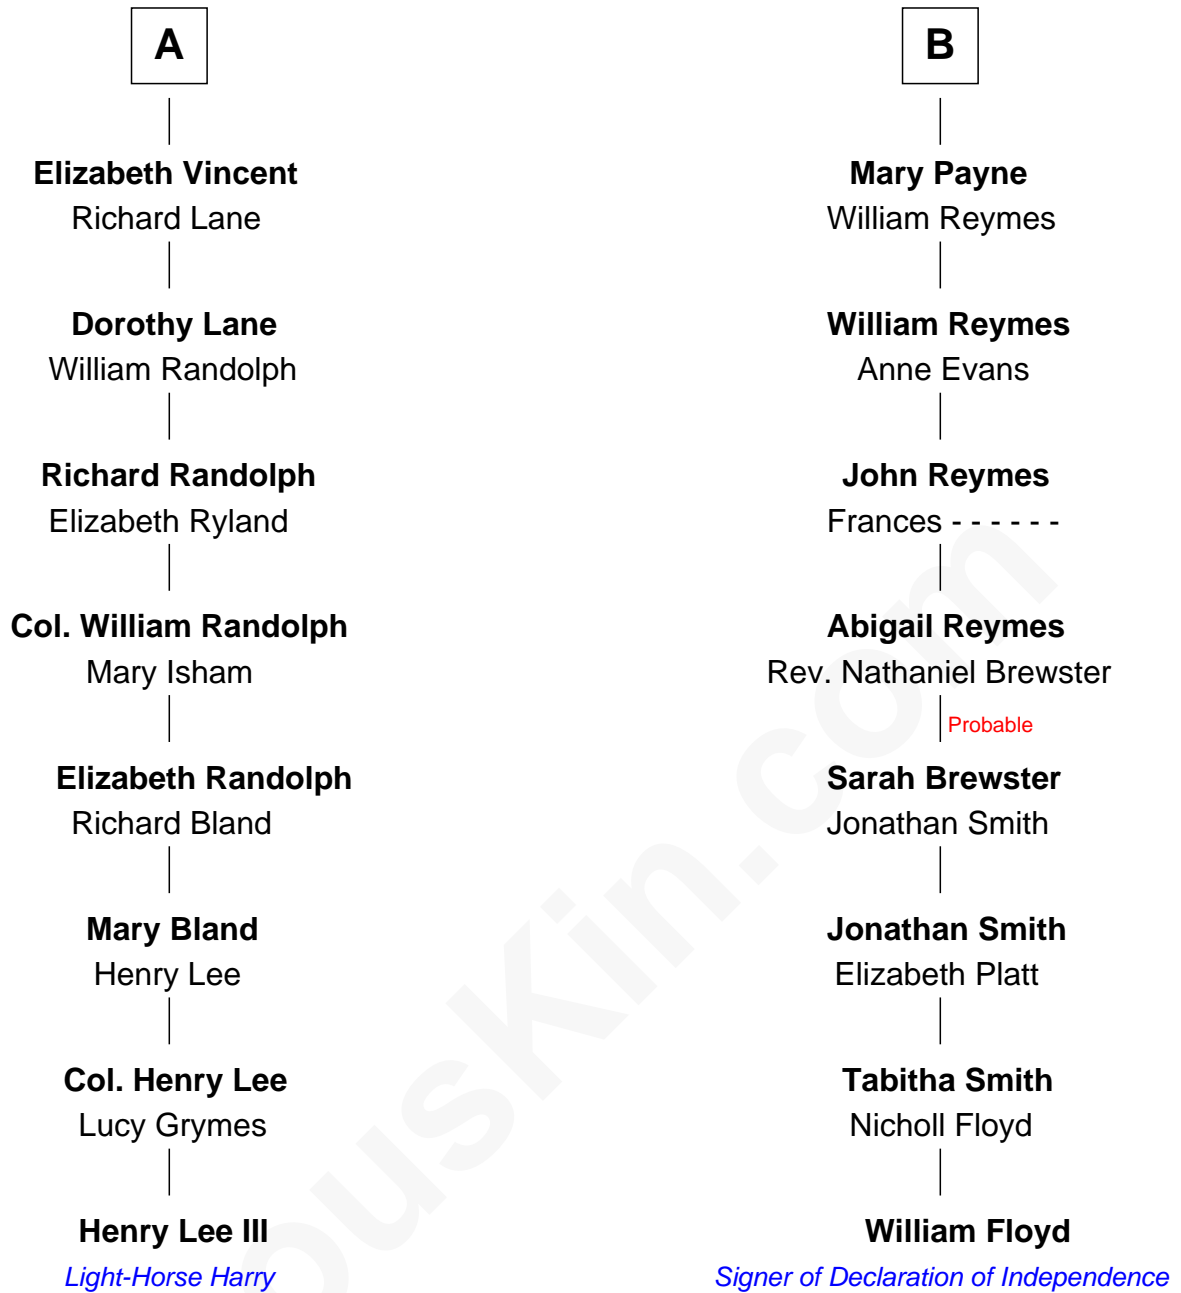 A
Elizabeth Vincent
Richard Lane
Dorothy Lane
William Randolph
Richard Randolph
Elizabeth Ryland
Col. William Randolph
Mary Isham
Elizabeth Randolph
Richard Bland
Mary Bland
Henry Lee
Col. Henry Lee
Lucy Grymes
Henry Lee III
Light-Horse Harry
B
Mary Payne
William Reymes
William Reymes
Anne Evans
John Reymes
Frances - - - - - -
Abigail Reymes
Rev. Nathaniel Brewster
Probable
Sarah Brewster
Jonathan Smith
Jonathan Smith
Elizabeth Platt
Tabitha Smith
Nicholl Floyd
William Floyd
Signer of Declaration of Independence
ousKin.com